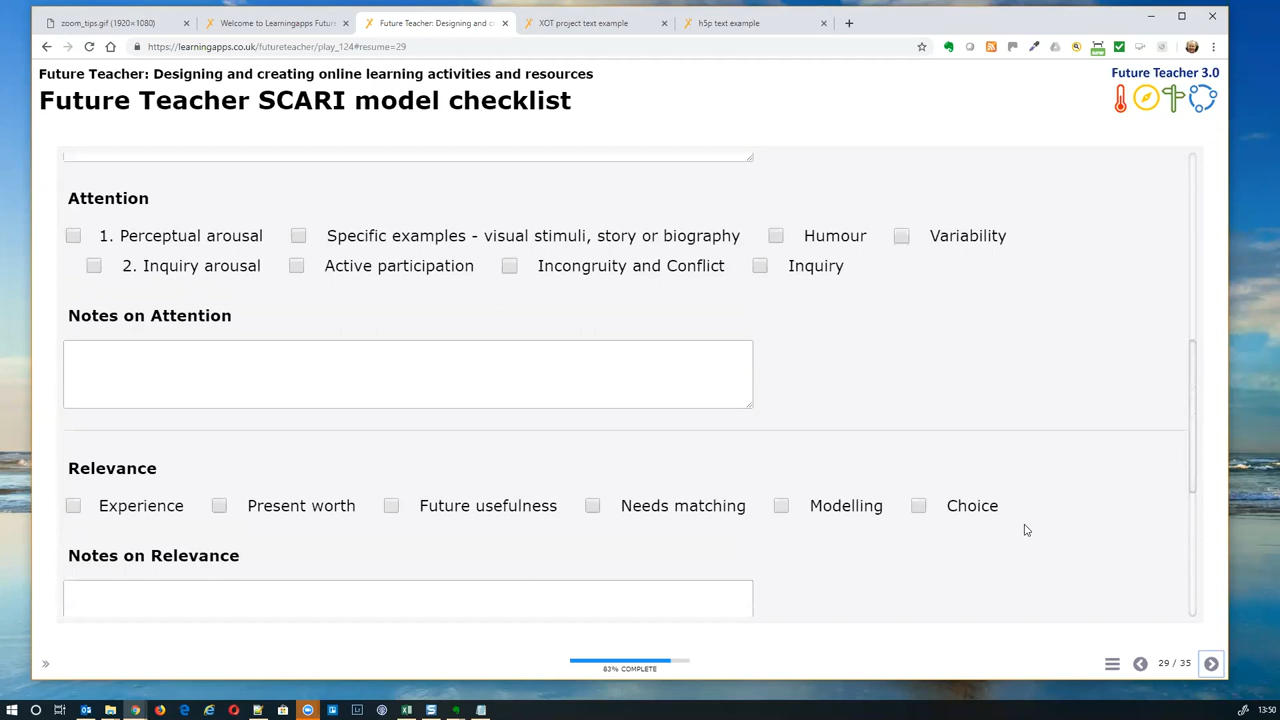 zoom_tips.gif (1920×1080)
Welcome to Learningapps Future
Future Teacher: Designing and cr
XOT project text example
h5p text example
https://learningapps.co.uk/futureteacher/play_124#resume=29
Future Teacher: Designing and creating online learning activities and resources
Future Teacher SCARI model checklist
Future Teacher 3.0
Attention
1. Perceptual arousal Specific examples - visual stimuli, story or biography Humour Variability
2. Inquiry arousal Active participation Incongruity and Conflict Inquiry
Notes on Attention
Relevance
Experience Present worth Future usefulness Needs matching Modelling Choice
Notes on Relevance
83% COMPLETE
29 / 35
13:50